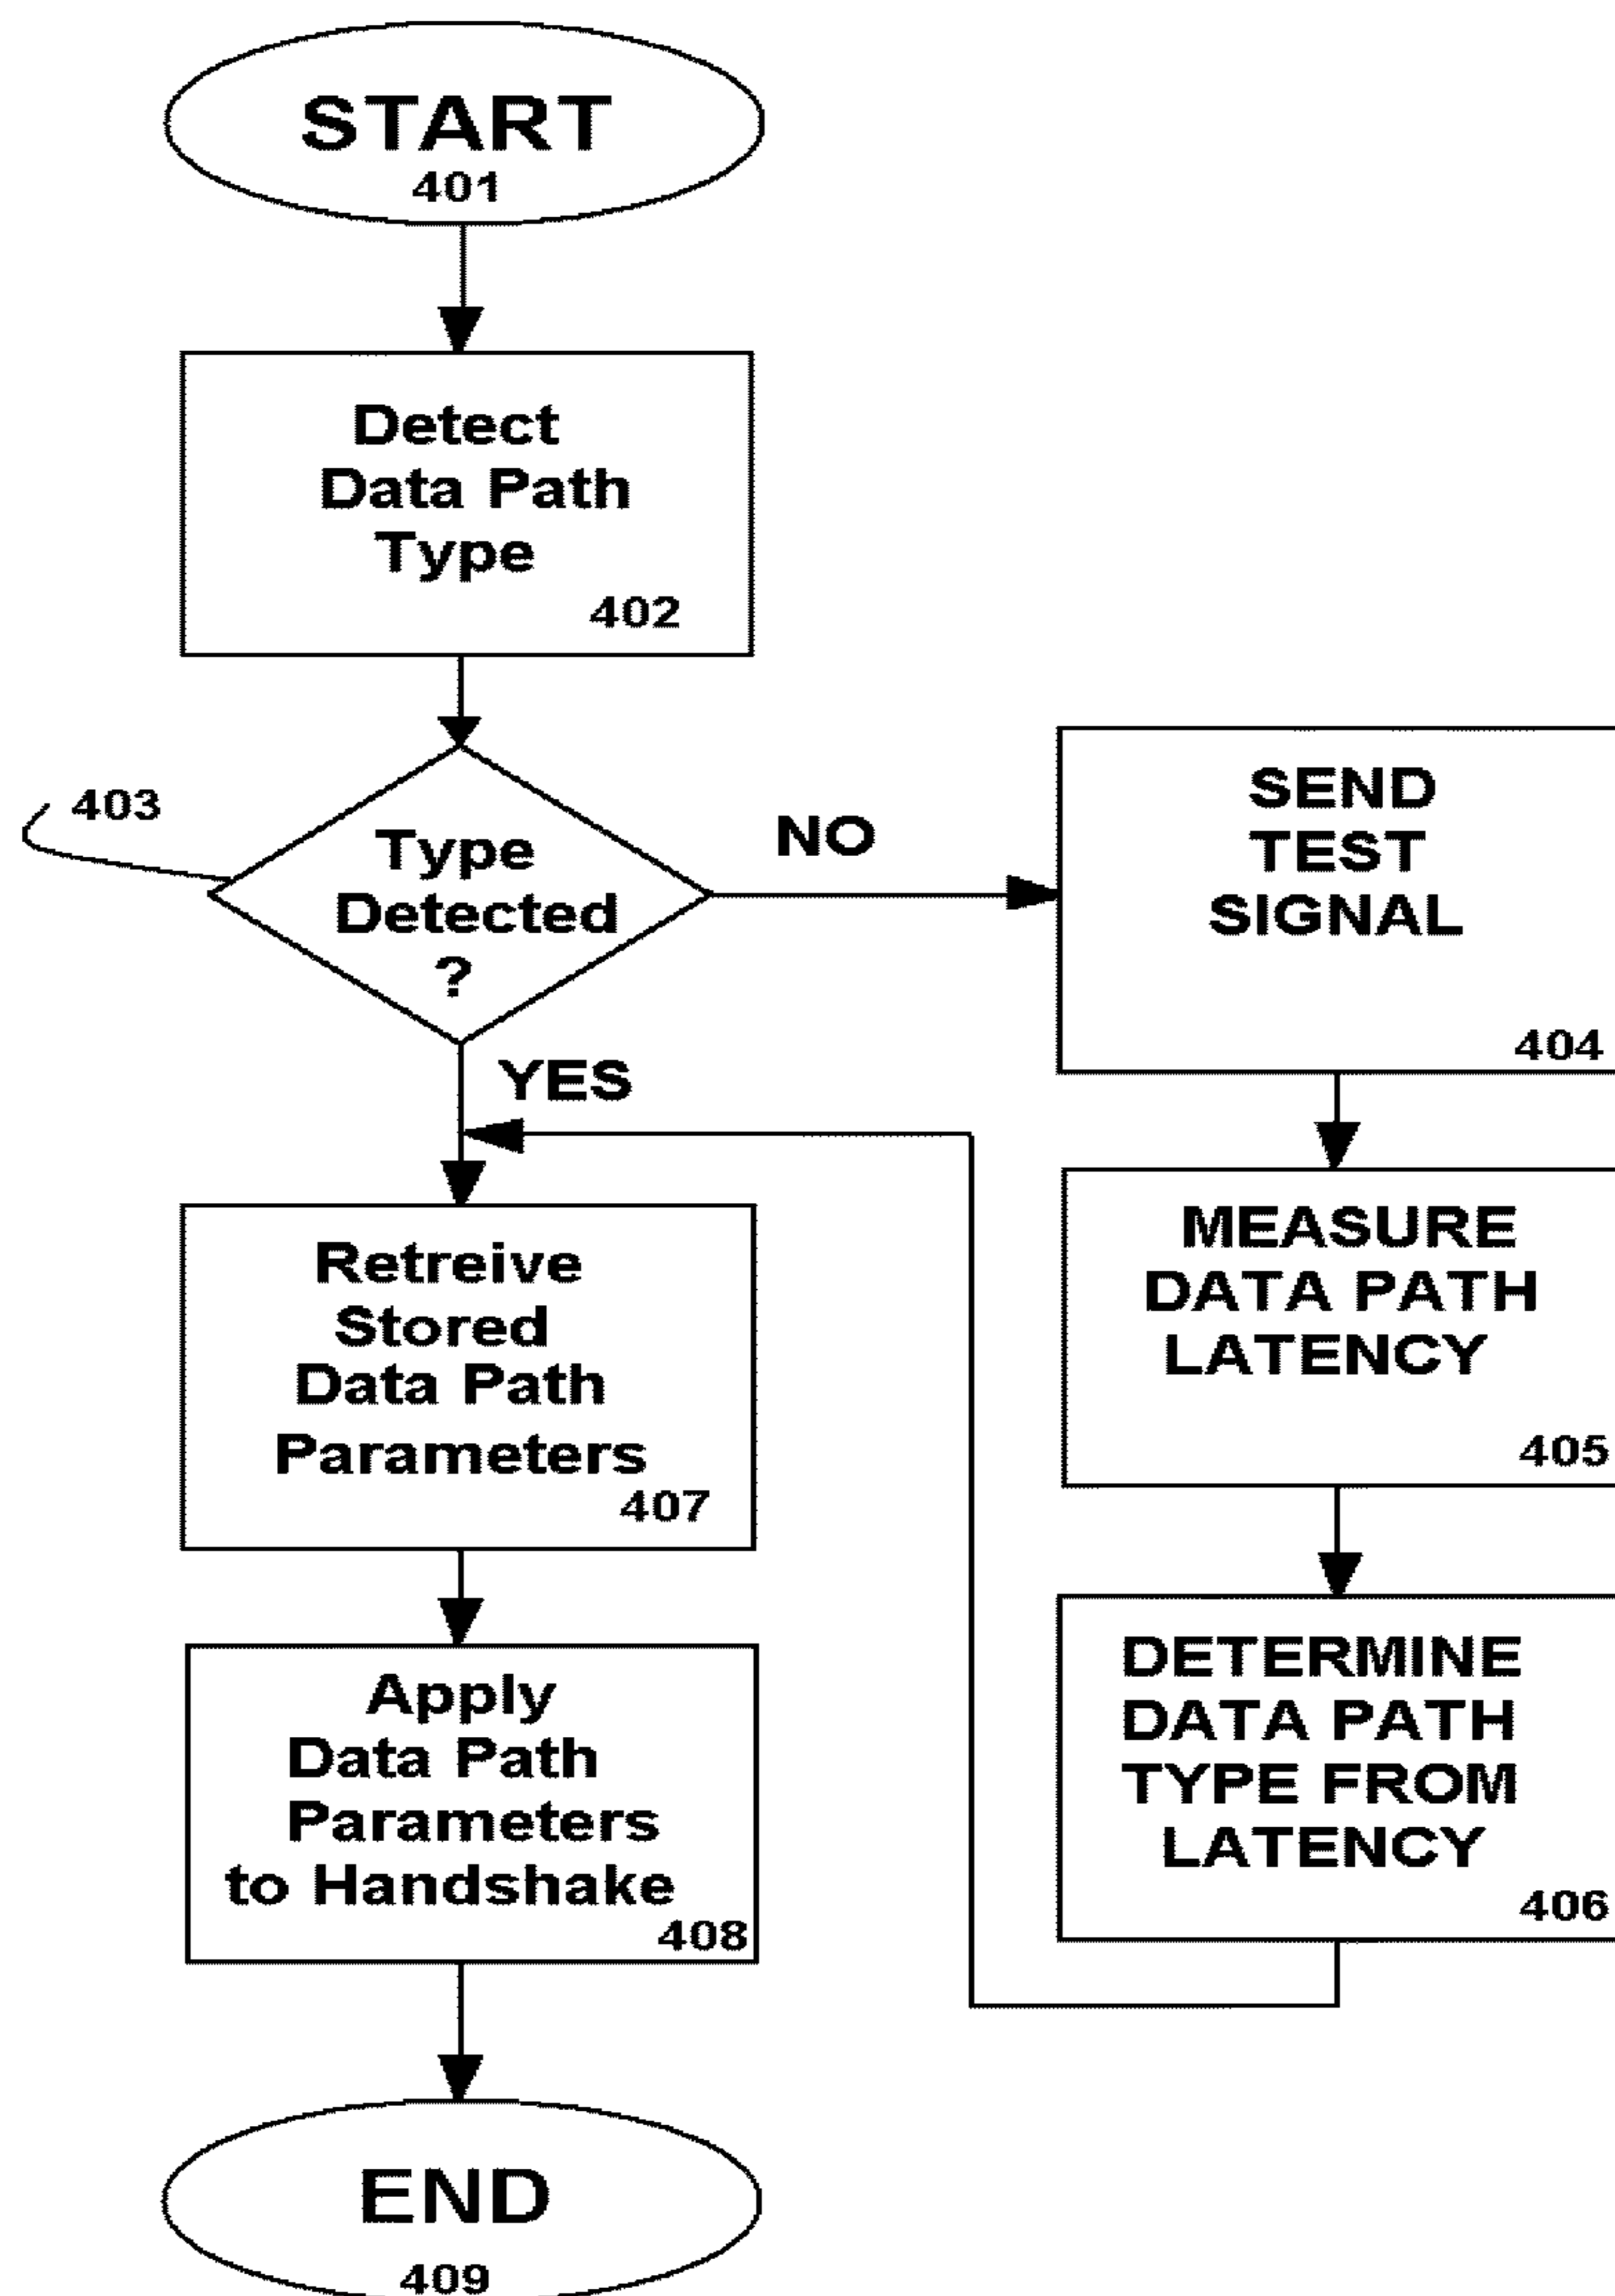 START
401
Detect
Data Path
Type
402
403
Type
Detected
?
NO
YES
SEND
TEST
SIGNAL
404
MEASURE
DATA PATH
LATENCY
405
DETERMINE
DATA PATH
TYPE FROM
LATENCY
406
Retreive
Stored
Data Path
Parameters
407
Apply
Data Path
Parameters
to Handshake
408
END
409